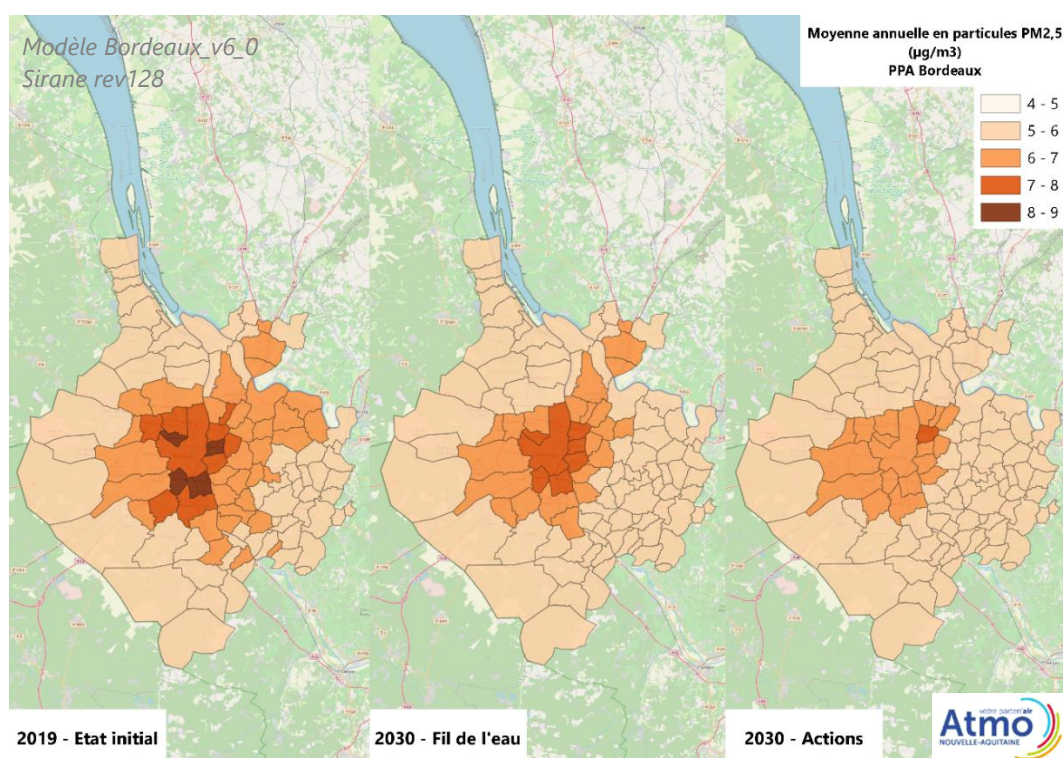 Modèle Bordeaux_v6_0
Sirane rev128
Moyenne annuelle en particules PM2,5
(µg/m3)
PPA Bordeaux
4 - 5
5 - 6
6 - 7
7 - 8
8 - 9
2019 - Etat initial
2030 - Fil de l'eau
2030 - Actions
votre parten'air
Atmo
NOUVELLE-AQUITAINE